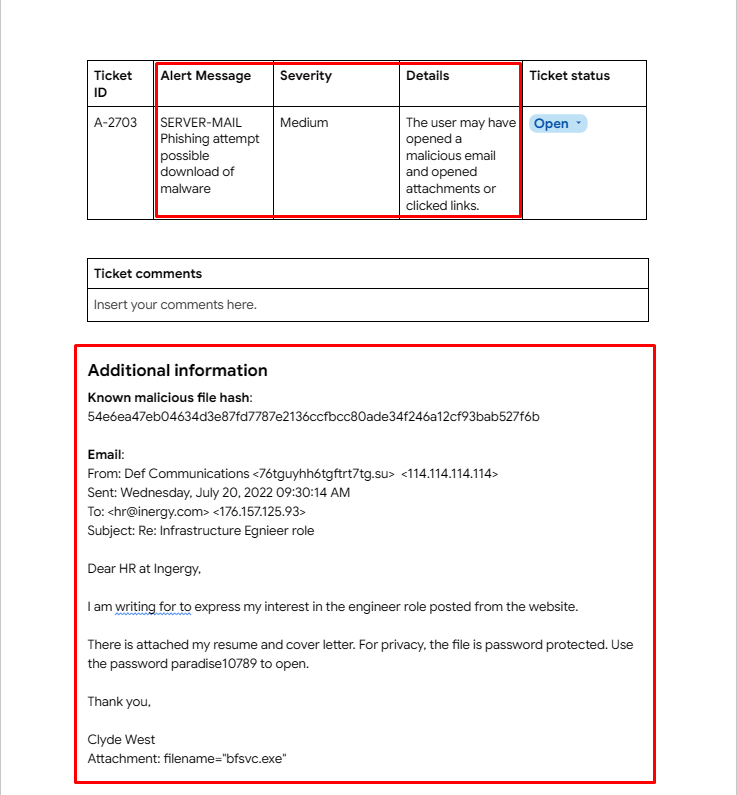 Ticket ID
Alert Message
Severity
Details
Ticket status
A-2703
SERVER-MAIL
Phishing attempt
possible
download of
malware
Medium
The user may have
opened a
malicious email
and opened
attachments or
clicked links.
Open
Ticket comments
Insert your comments here.
Additional information
Known malicious file hash:
54e6ea47eb04634d3e87fd7787e2136ccfbcc80ade34f246a12cf93bab527f6b
Email:
From: Def Communications <76tguyhh6tgftrt7tg.su> <114.114.114.114>
Sent: Wednesday, July 20, 2022 09:30:14 AM
To: <hr@inergy.com> <176.157.125.93>
Subject: Re: Infrastructure Egnieer role
Dear HR at Ingergy,
I am writing for to express my interest in the engineer role posted from the website.
There is attached my resume and cover letter. For privacy, the file is password protected. Use
the password paradise10789 to open.
Thank you,
Clyde West
Attachment: filename="bfsvc.exe"